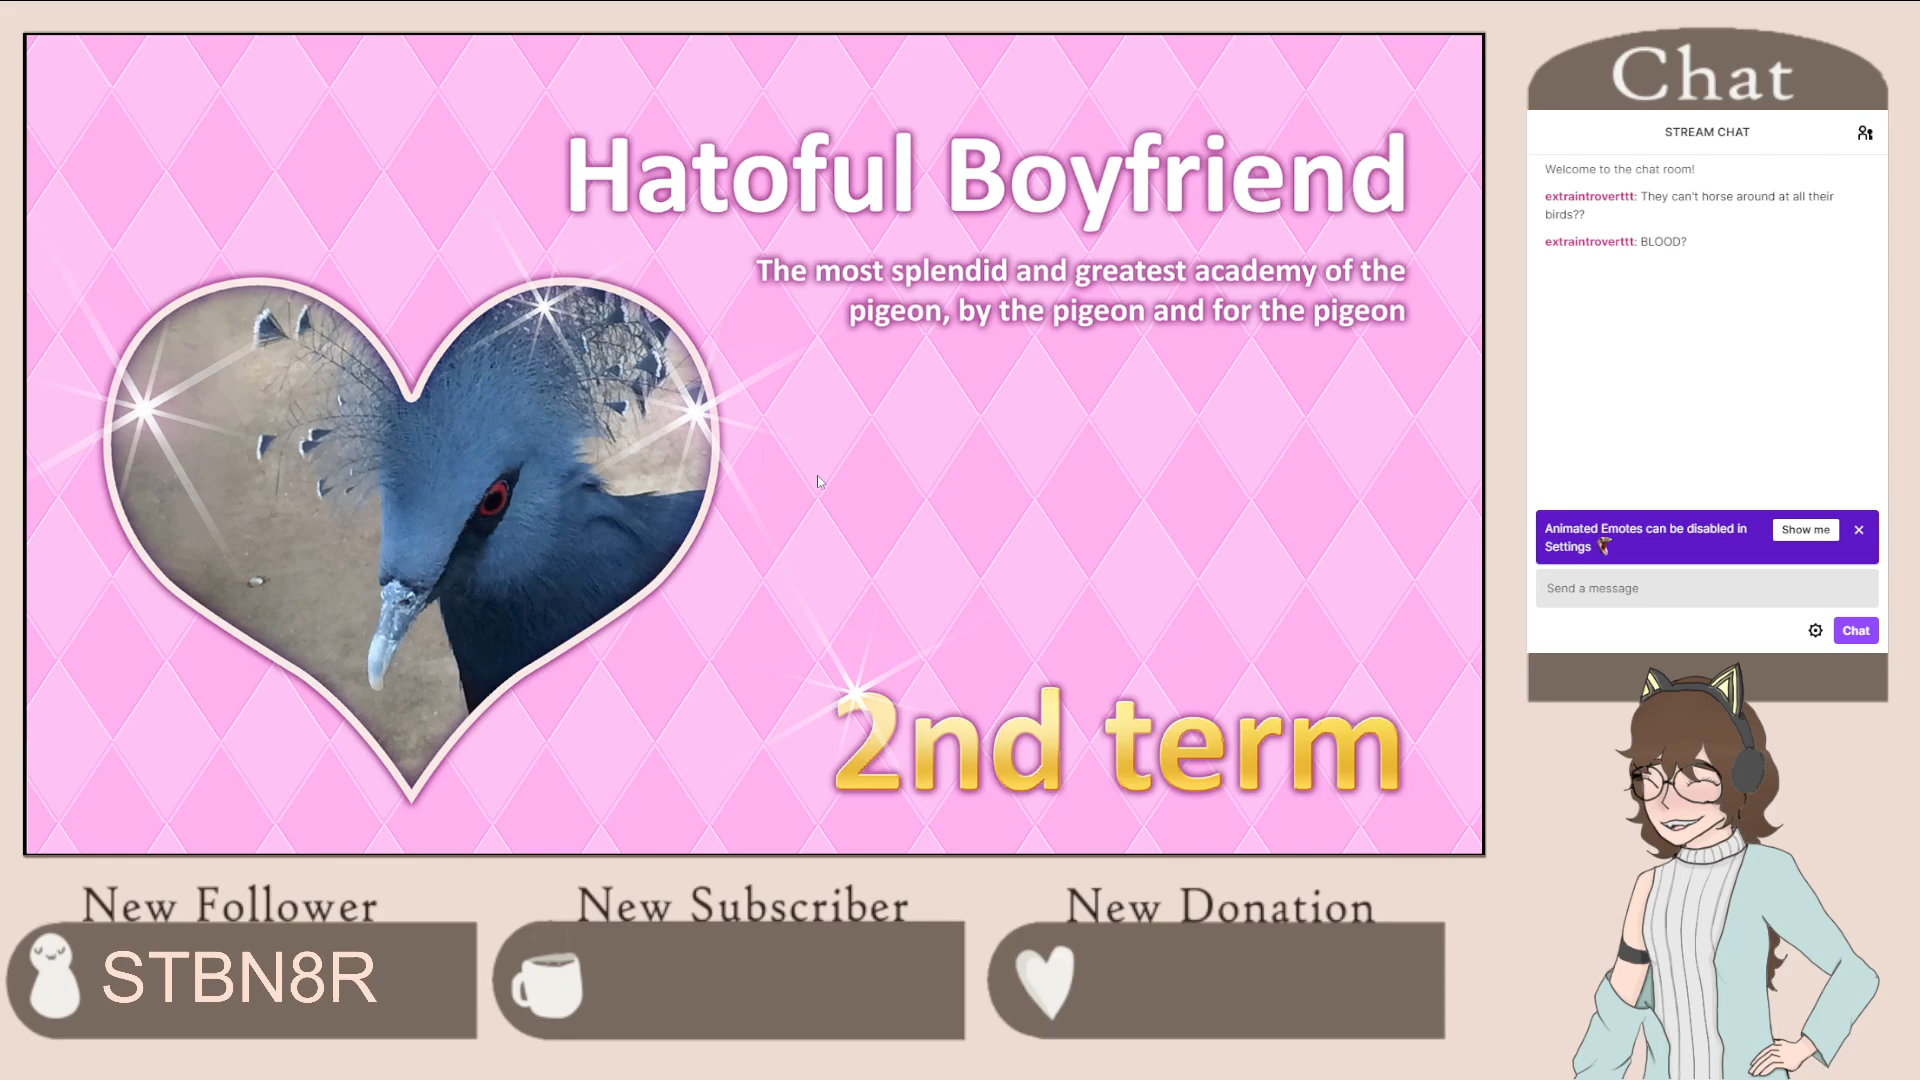 Hatoful Boyfriend
The most splendid and greatest academy of the
pigeon, by the pigeon and for the pigeon
2nd term
Chat
STREAM CHAT
Welcome to the chat room!
extraintroverttt: They can't horse around at all their
birds??
extraintroverttt: BLOOD?
Animated Emotes can be disabled in
Settings
Show me
Send a message
Chat
New Follower
STBN8R
New Subscriber
New Donation